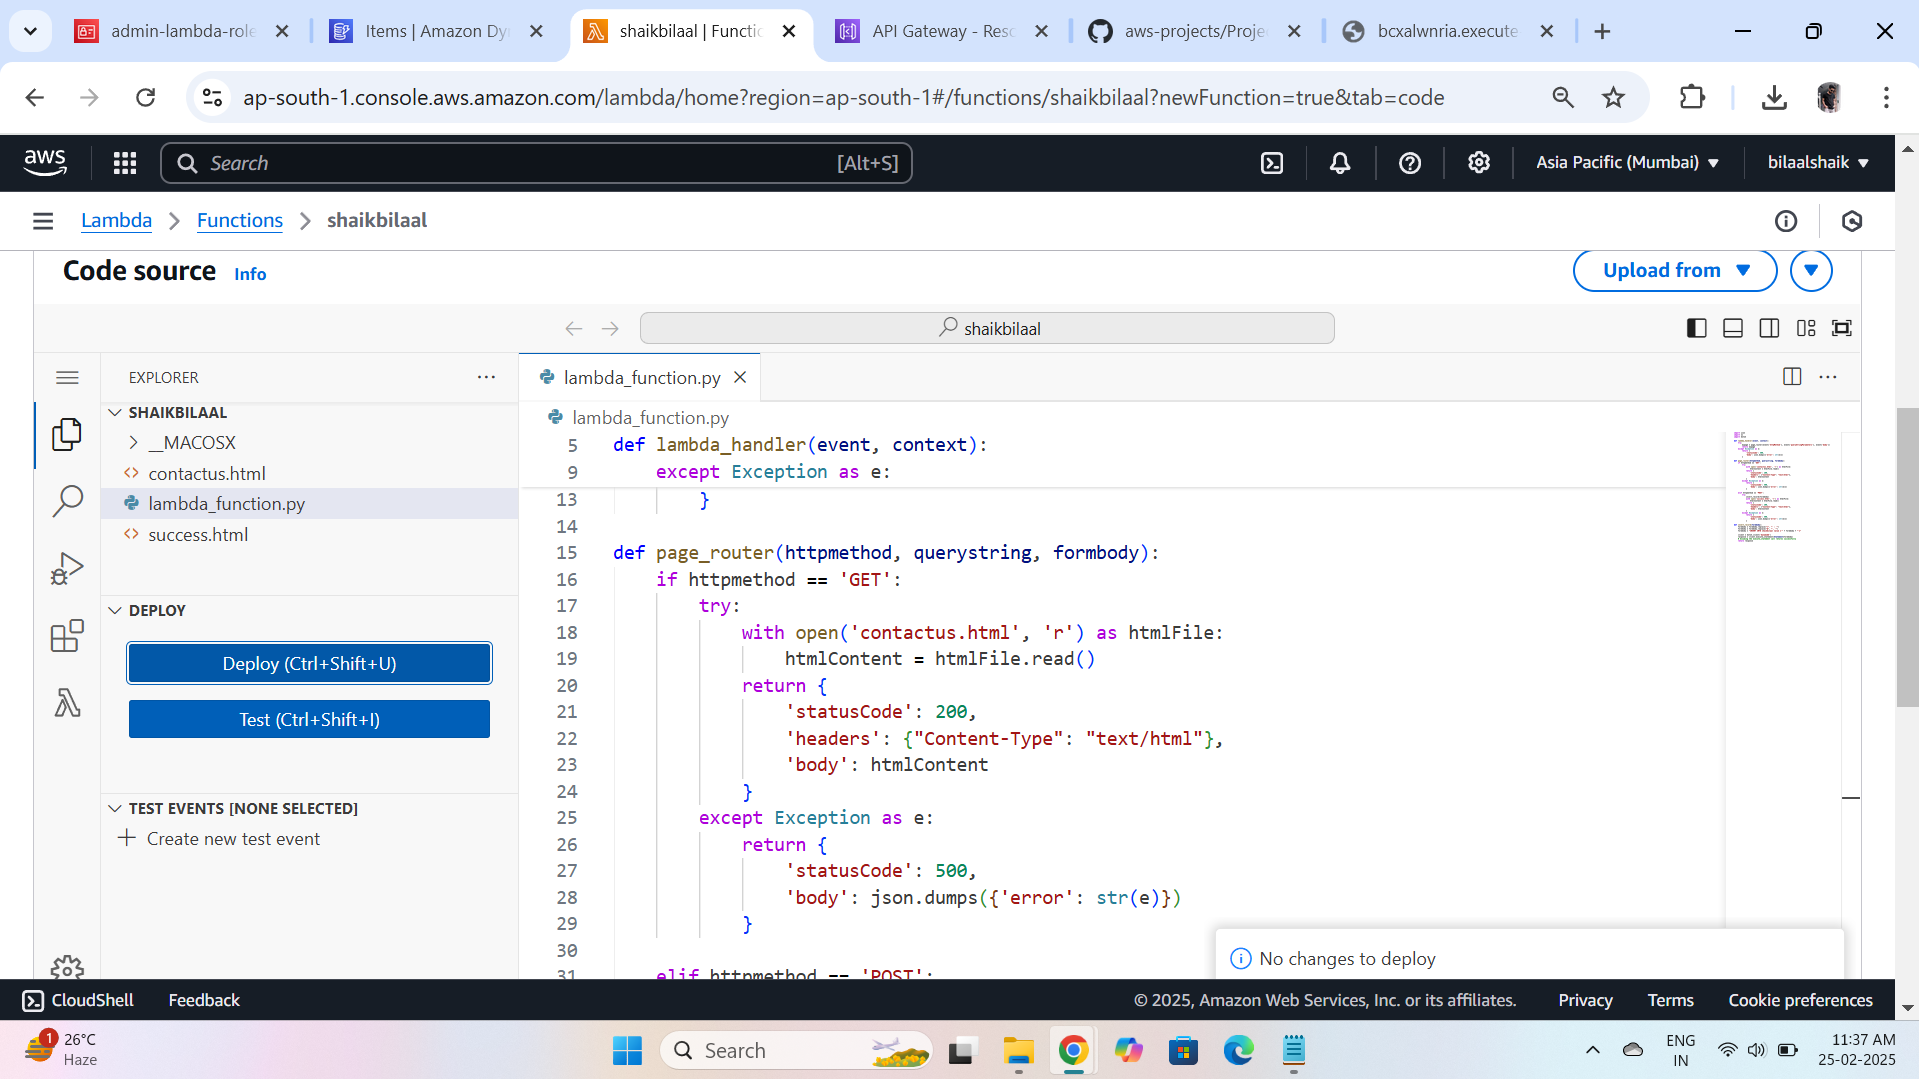 admin-lambda-role
Items | Amazon Dy
shaikbilaal | Functio
API Gateway - Reso
aws-projects/Proje
bcxalwnria.execute
ap-south-1.console.aws.amazon.com/lambda/home?region=ap-south-1#/functions/shaikbilaal?newFunction=true&tab=code
aws
Search
[Alt+S]
Asia Pacific (Mumbai)
bilaalshaik
Lambda
Functions
shaikbilaal
Code source
Info
Upload from
shaikbilaal
EXPLORER
SHAIKBILAAL
__MACOSX
contactus.html
lambda_function.py
success.html
DEPLOY
Deploy (Ctrl+Shift+U)
Test (Ctrl+Shift+I)
TEST EVENTS [NONE SELECTED]
Create new test event
lambda_function.py
lambda_function.py
5 def lambda_handler(event, context):
9 except Exception as e:
13 }
14
15 def page_router(httpmethod, querystring, formbody):
16 if httpmethod == 'GET':
17 try:
18 with open('contactus.html', 'r') as htmlFile:
19 htmlContent = htmlFile.read()
20 return {
21 'statusCode': 200,
22 'headers': {"Content-Type": "text/html"},
23 'body': htmlContent
24 }
25 except Exception as e:
26 return {
27 'statusCode': 500,
28 'body': json.dumps({'error': str(e)})
29 }
30
31 elif httpmethod == 'POST':
No changes to deploy
CloudShell
Feedback
© 2025, Amazon Web Services, Inc. or its affiliates.
Privacy
Terms
Cookie preferences
1
26°C
Haze
Search
ENG
IN
11:37 AM
25-02-2025